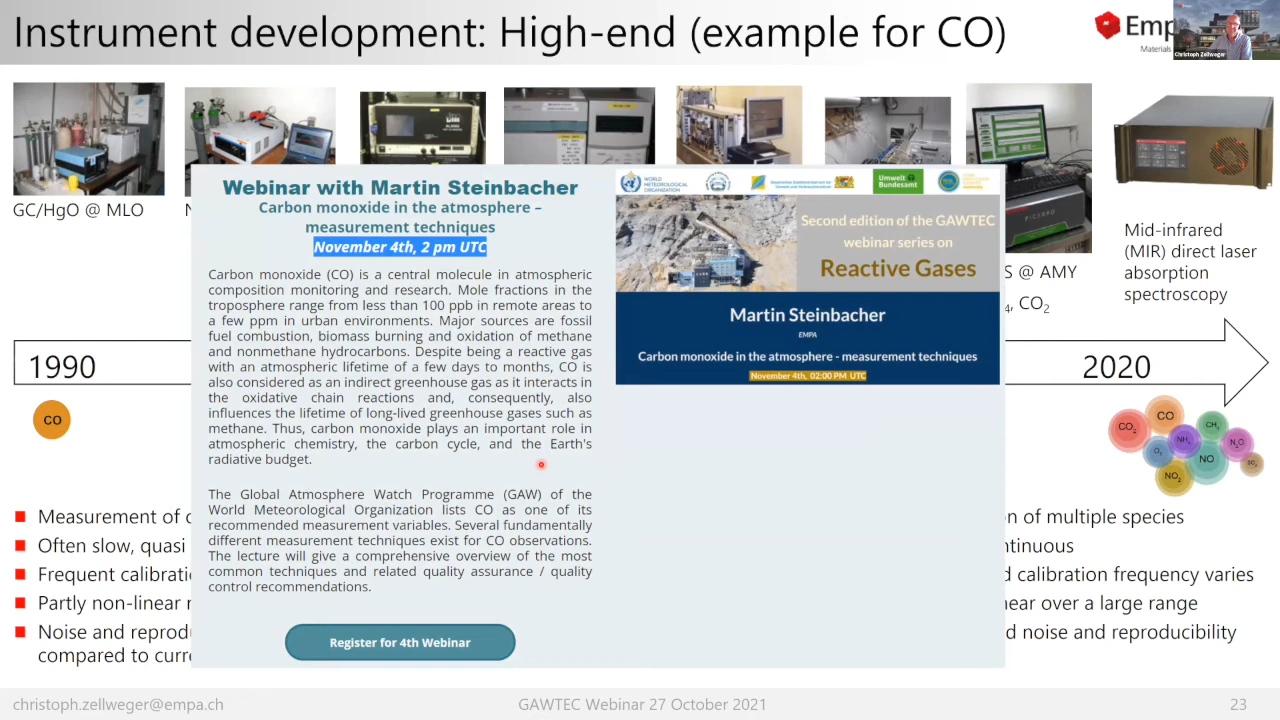 Instrument development: High-end (example for CO)
Emp
Materials
Christoph Zellweger
GC/HgO @ MLO
N
S @ AMY
4, CO2
Mid-infrared
(MIR) direct laser
absorption
spectroscopy
PICARRO
1990
2020
CO
CO2
CO
CH4
NH3
N2O
O3
NO
SO2
NO2
Measurement of
Often slow, quasi
Frequent calibrati
Partly non-linear
Noise and reprodu
compared to curre
n of multiple species
ntinuous
d calibration frequency varies
near over a large range
d noise and reproducibility
Webinar with Martin Steinbacher
Carbon monoxide in the atmosphere –
measurement techniques
November 4th, 2 pm UTC
Carbon monoxide (CO) is a central molecule in atmospheric
composition monitoring and research. Mole fractions in the
troposphere range from less than 100 ppb in remote areas to
a few ppm in urban environments. Major sources are fossil
fuel combustion, biomass burning and oxidation of methane
and nonmethane hydrocarbons. Despite being a reactive gas
with an atmospheric lifetime of a few days to months, CO is
also considered as an indirect greenhouse gas as it interacts in
the oxidative chain reactions and, consequently, also
influences the lifetime of long-lived greenhouse gases such as
methane. Thus, carbon monoxide plays an important role in
atmospheric chemistry, the carbon cycle, and the Earth's
radiative budget.
The Global Atmosphere Watch Programme (GAW) of the
World Meteorological Organization lists CO as one of its
recommended measurement variables. Several fundamentally
different measurement techniques exist for CO observations.
The lecture will give a comprehensive overview of the most
common techniques and related quality assurance / quality
control recommendations.
Register for 4th Webinar
WORLD
METEOROLOGICAL
ORGANIZATION
Umwelt
Bundesamt
Second edition of the GAWTEC
webinar series on
Reactive Gases
Martin Steinbacher
EMPA
Carbon monoxide in the atmosphere - measurement techniques
November 4th, 02:00 PM UTC
christoph.zellweger@empa.ch
GAWTEC Webinar 27 October 2021
23